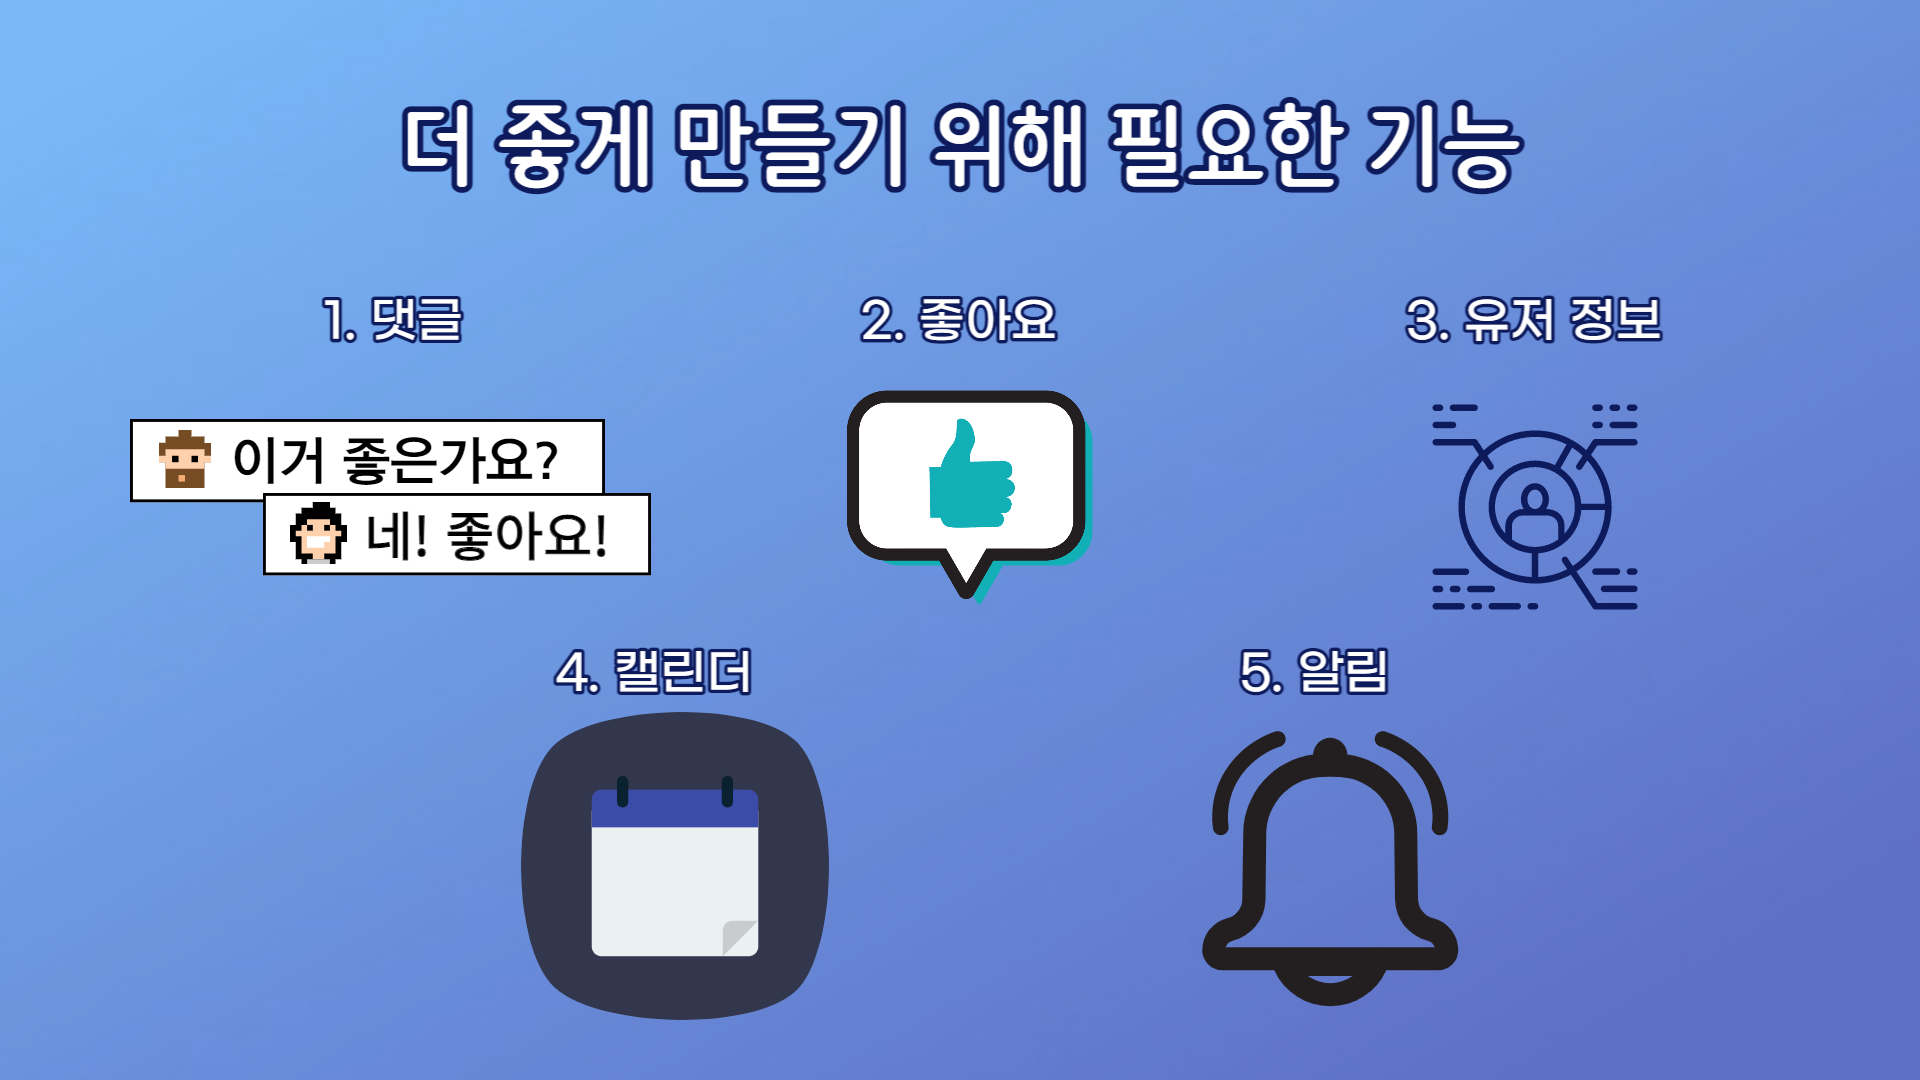 더 좋게 만들기 위해 필요한 기능
1. 댓글
2. 좋아요
3. 유저 정보
이거 좋은가요?
네! 좋아요!
4. 캘린더
5. 알림